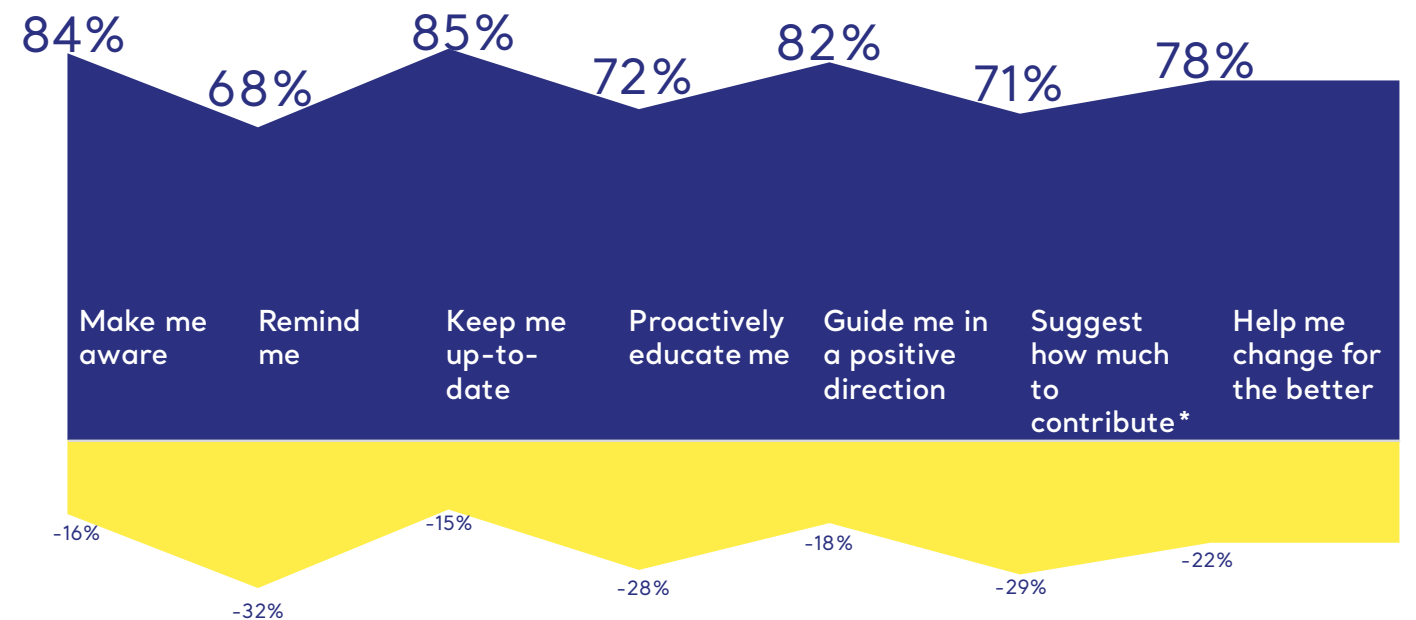 84%
68%
85%
72%
82%
71%
78%
Make me
aware
Remind
me
Keep me
up-to-
date
Proactively
educate me
Guide me in
a positive
direction
Suggest
how much
to
contribute*
Help me
change for
the better
-16%
-32%
-15%
-28%
-18%
-29%
-22%